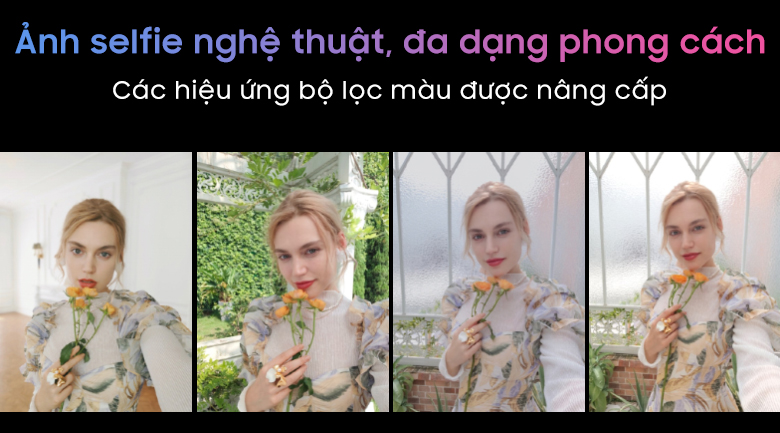 Ảnh selfie nghệ thuật, đa dạng phong cách
Các hiệu ứng bộ lọc màu được nâng cấp